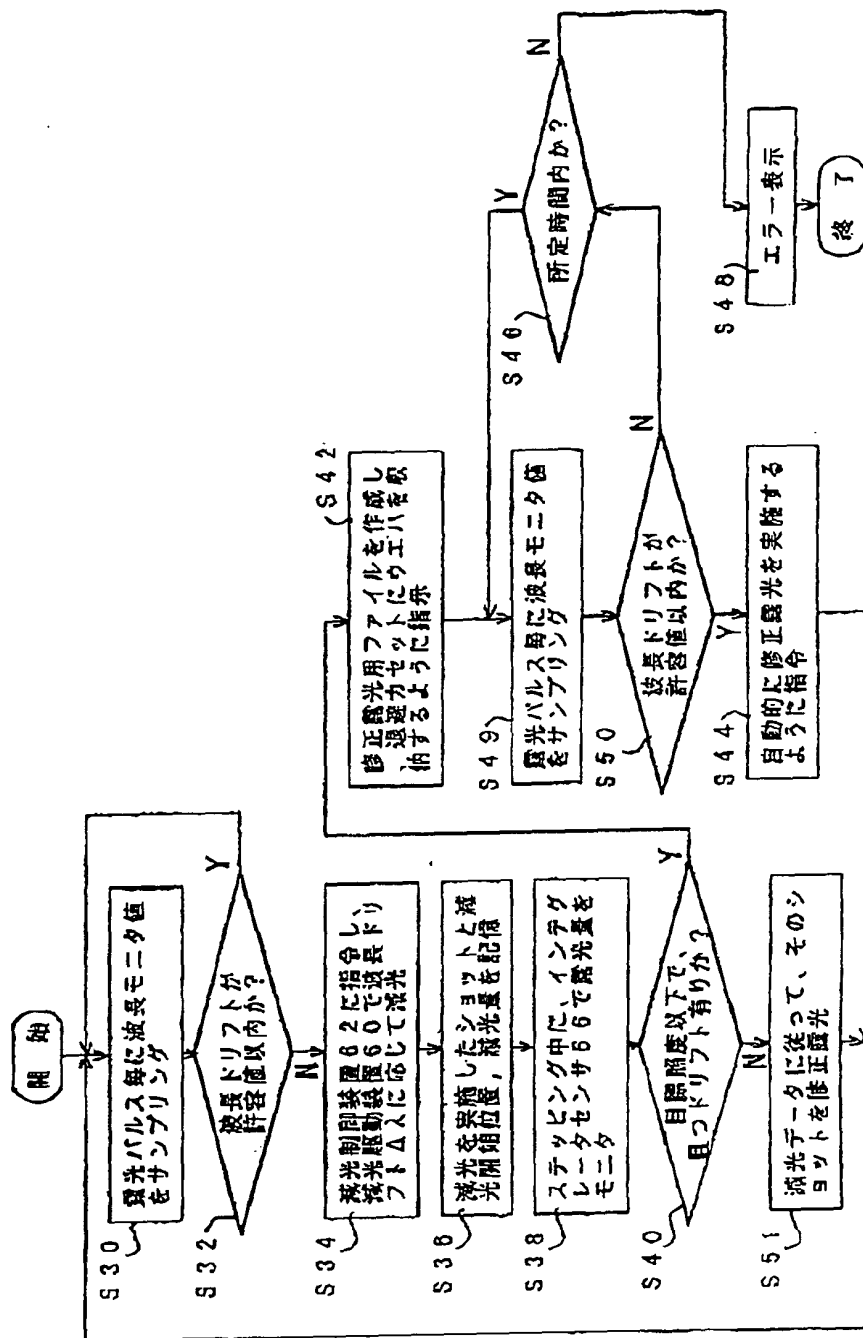 開始
S30
露光パルス毎に波長モニタ値
をサンプリング
S32
波長ドリフトが
許容値以内か?
Y
N
S34
減光制御装置62に指令し、
減光駆動装置60で波長ドリ
フトΔλに応じて減光
S36
減光を実施したショットと減
光開始位置,減光量を記憶
S38
ステッピング中に、インテグ
レータセンサ66で露光量を
モニタ
S40
目標照度以下で、
且つドリフト有りか?
Y
N
S51
減光データに従って、そのシ
ョットを修正露光
S42
修正露光用ファイルを作成し
退避カセットにウエハを収
納するように指示
S49
露光パルス毎に波長モニタ値
をサンプリング
S50
波長ドリフトが
許容値以内か?
N
Y
S44
自動的に修正露光を実施する
ように指令
S46
所定時間内か?
Y
N
S48
エラー表示
終了